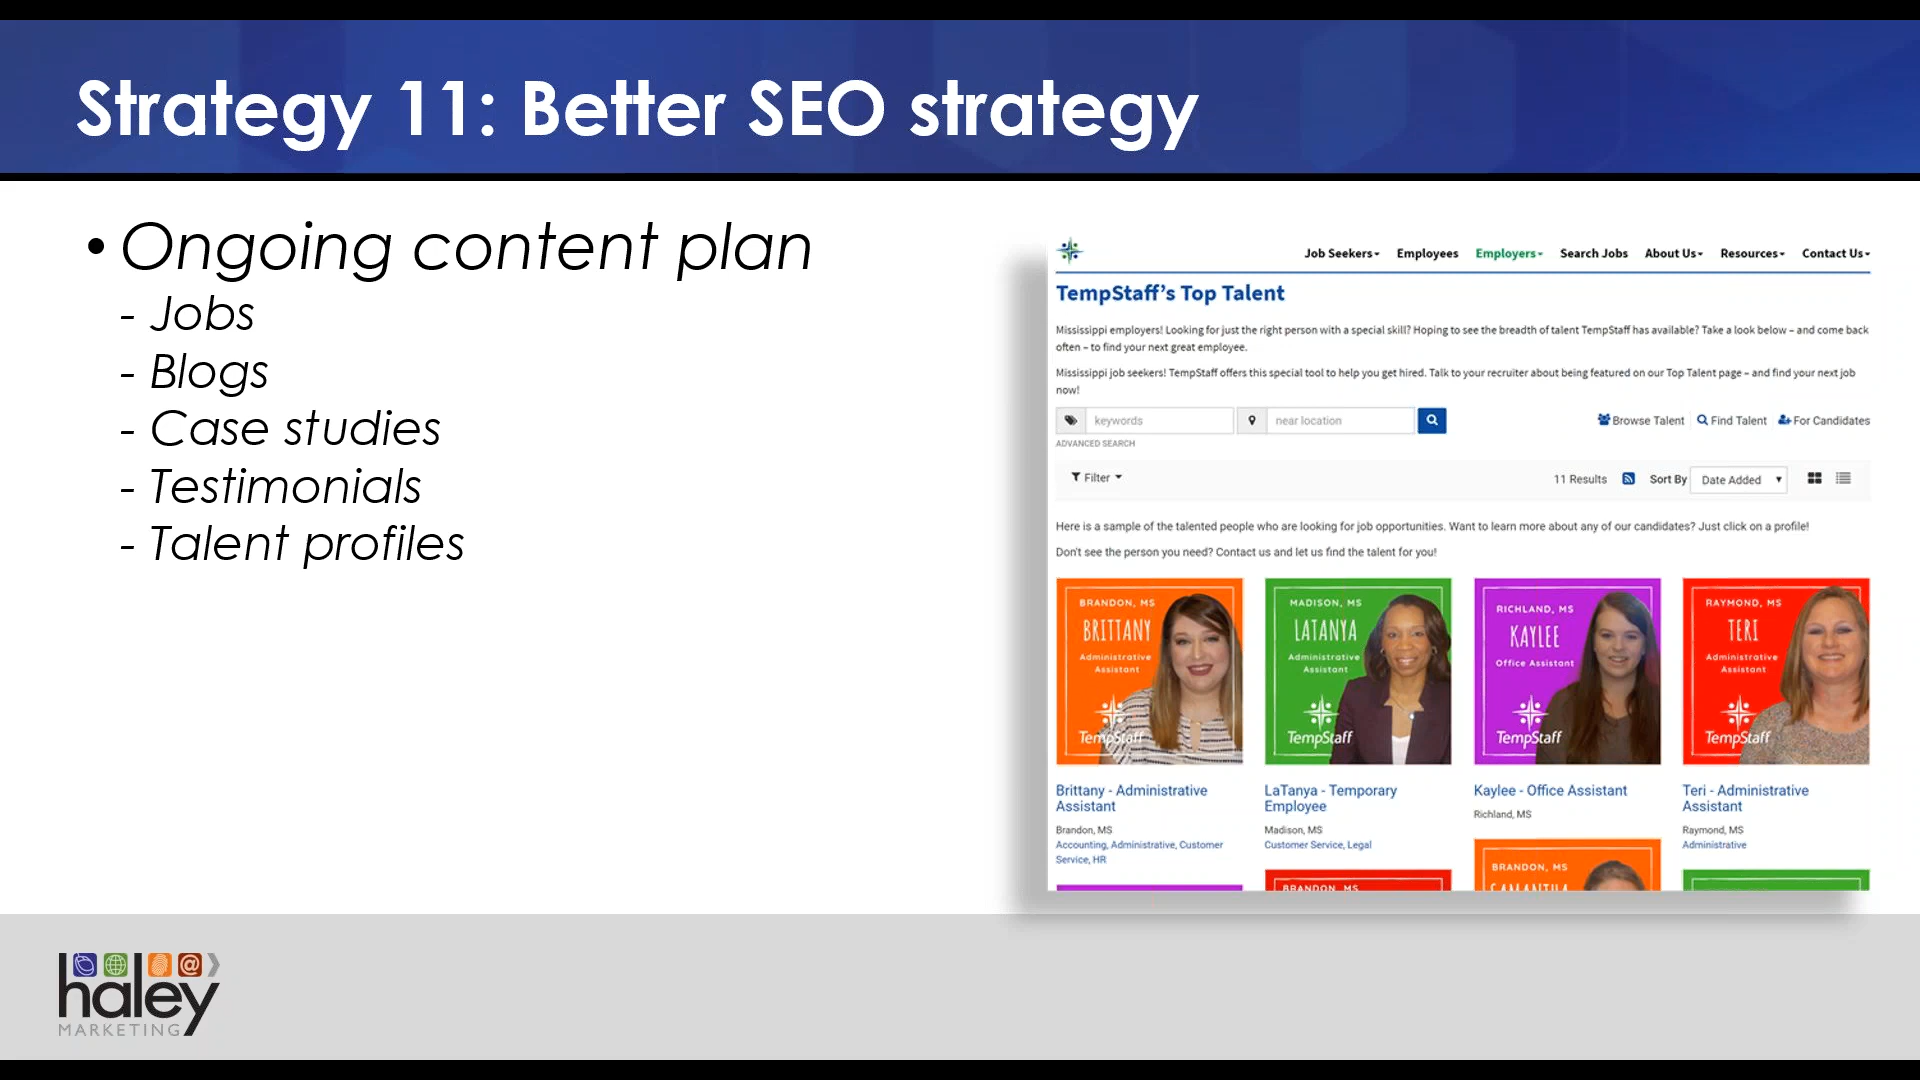 Strategy 11: Better SEO strategy
• Ongoing content plan
- Jobs
- Blogs
- Case studies
- Testimonials
- Talent profiles
Job Seekers Employees Employers Search Jobs About Us Resources Contact Us
TempStaff’s Top Talent
Mississippi employers! Looking for just the right person with a special skill? Hoping to see the breadth of talent TempStaff has available? Take a look below – and come back
often – to find your next great employee.
Mississippi job seekers! TempStaff offers this special tool to help you get hired. Talk to your recruiter about being featured on our Top Talent page – and find your next job
now!
keywords near location Browse Talent Find Talent For Candidates
ADVANCED SEARCH
Filter 11 Results Sort By Date Added
Here is a sample of the talented people who are looking for job opportunities. Want to learn more about any of our candidates? Just click on a profile!
Don't see the person you need? Contact us and let us find the talent for you!
BRANDON, MS
BRITTANY
Administrative
Assistant
TempStaff
MADISON, MS
LATANYA
Administrative
Assistant
TempStaff
RICHLAND, MS
KAYLEE
Office Assistant
TempStaff
RAYMOND, MS
TERI
Administrative
Assistant
TempStaff
Brittany - Administrative
Assistant
Brandon, MS
Accounting, Administrative, Customer
Service, HR
LaTanya - Temporary
Employee
Madison, MS
Customer Service, Legal
Kaylee - Office Assistant
Richland, MS
Teri - Administrative
Assistant
Raymond, MS
Administrative
BRANDON, MS
BRANDON, MS
SAMANTHA
haley
MARKETING